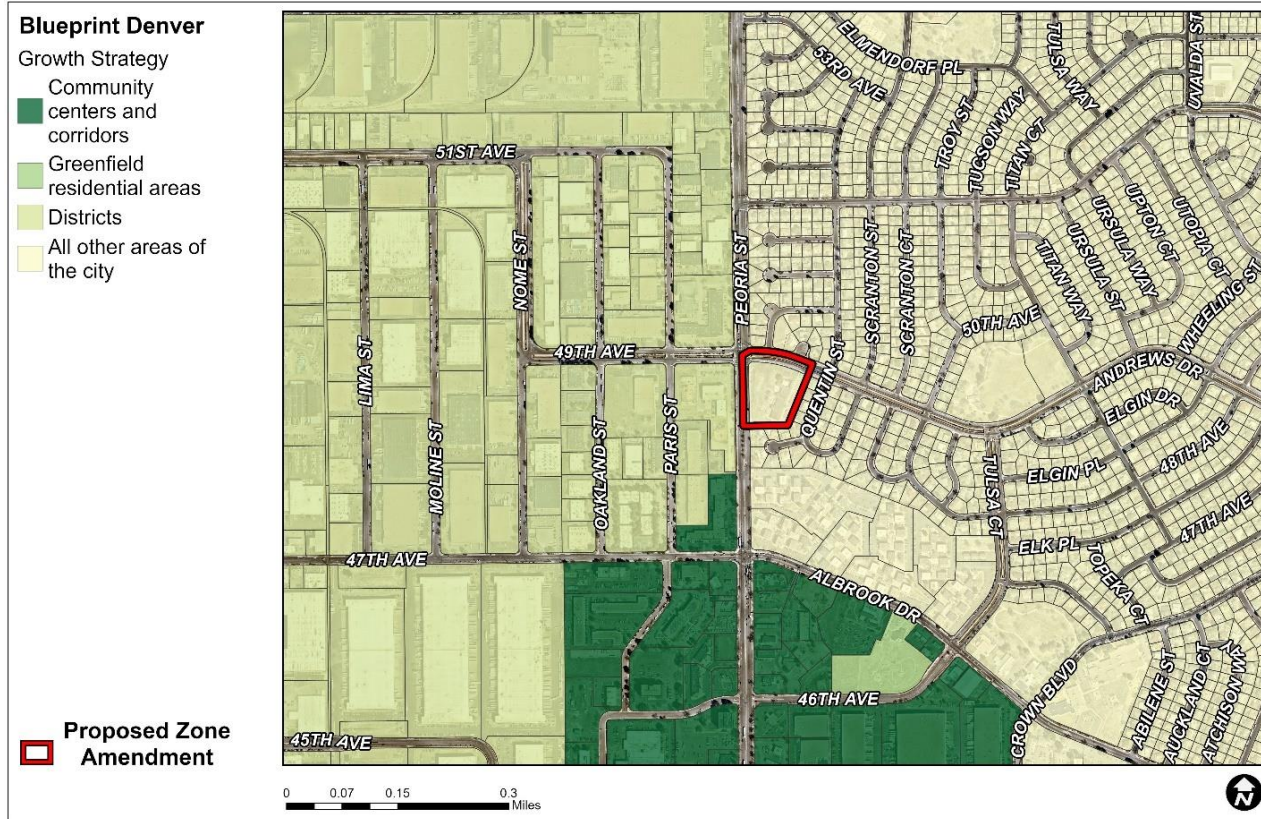 Blueprint Denver
Growth Strategy
Community
centers and
corridors
Greenfield
residential areas
Districts
All other areas of
the city
Proposed Zone
Amendment
ELMENDORF PL
TULSA WAY
UNALDA ST
53RD AVE
TROY ST
TUCSON WAY
TITAN CT
51ST AVE
UPTON CT
UTOPIA CT
URSULA WAY
URSULA ST
TITAN WAY
WHEELING ST
NOME ST
PEORIA ST
SCRANTON ST
SCRANTON CT
50TH AVE
49TH AVE
LIMA ST
QUENTIN ST
ANDREWS DR
ELGIN DR
MOLINE ST
OAKLAND ST
PARIS ST
48TH AVE
TULSA CT
ELGIN PL
47TH AVE
ELK PL
47TH AVE
ALBROOK DR
TOPEKA CT
46TH AVE
CROWN BLVD
ABILENE ST
AUCKLAND CT
ATCHISON WAY
45TH AVE
0 0.07 0.15 0.3
Miles
N